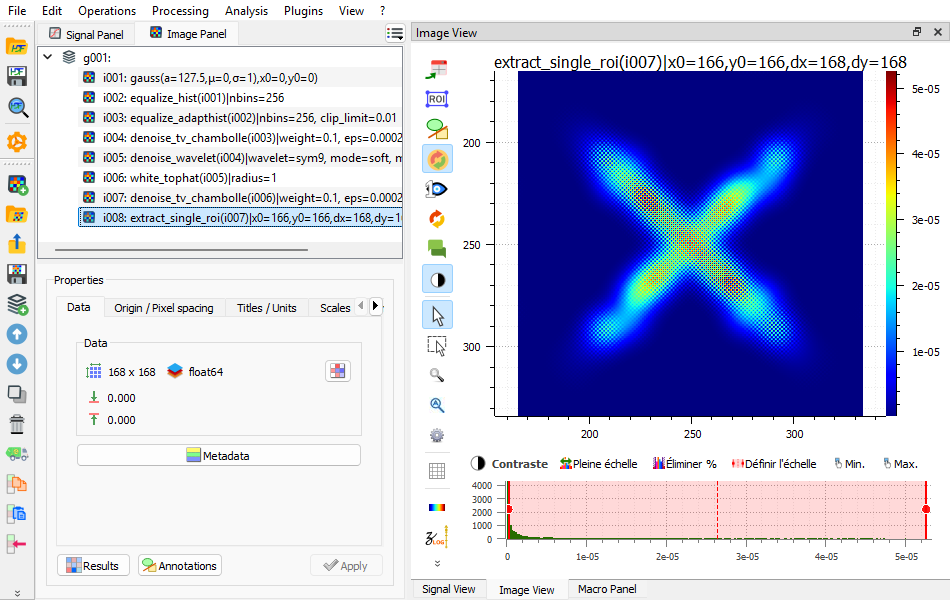 File Edit Operations Processing Analysis Plugins View ?
Signal Panel Image Panel
g001:
i001: gauss(a=127.5,μ=0,σ=1),x0=0,y0=0)
i002: equalize_hist(i001)|nbins=256
i003: equalize_adapthist(i002)|nbins=256, clip_limit=0.01
i004: denoise_tv_chambolle(i003)|weight=0.1, eps=0.0002
i005: denoise_wavelet(i004)|wavelet=sym9, mode=soft, m
i006: white_tophat(i005)|radius=1
i007: denoise_tv_chambolle(i006)|weight=0.1, eps=0.0002
i008: extract_single_roi(i007)|x0=166,y0=166,dx=168,dy=16
Properties
Data Origin / Pixel spacing Titles / Units Scales
Data
168 x 168 float64
0.000
0.000
Metadata
Results Annotations Apply
Image View
ROI
LOG
extract_single_roi(i007)|x0=166,y0=166,dx=168,dy=168
200
250
300
200 250 300
5e-05
4e-05
3e-05
2e-05
1e-05
Contraste Pleine échelle Éliminer % Définir l'échelle Min. Max.
4000
3000
2000
1000
0
0 1e-05 2e-05 3e-05 4e-05 5e-05
Signal View Image View Macro Panel